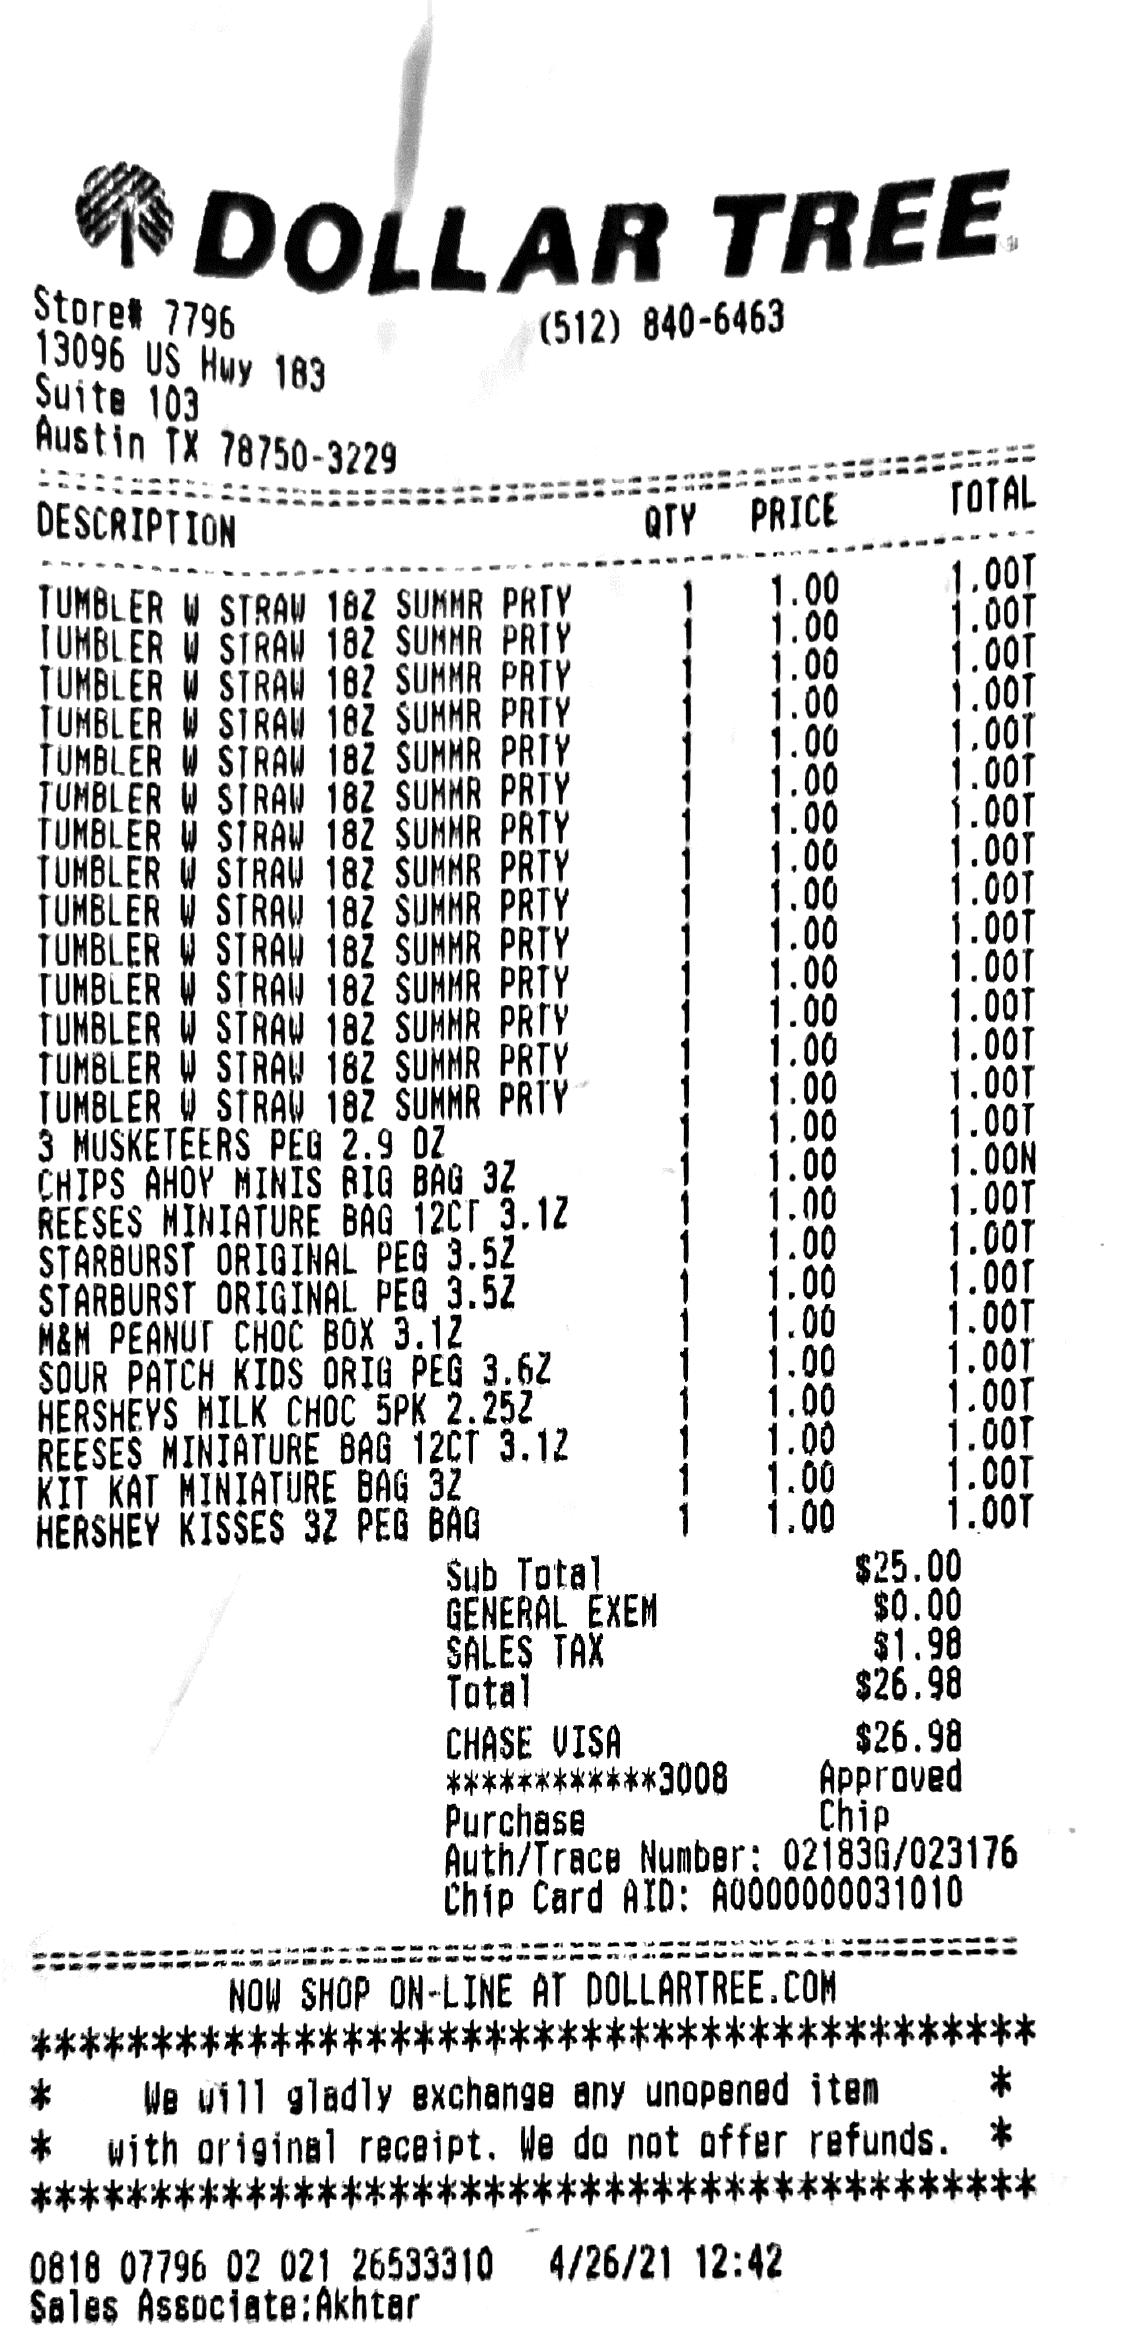 DOLLAR TREE
Store# 7796 (512) 840-6463
13096 US Hwy 183
Suite 103
Austin TX 78750-3229
DESCRIPTION QTY PRICE TOTAL
TUMBLER W STRAW 18Z SUMMR PRTY 1 1.00 1.00T
TUMBLER W STRAW 18Z SUMMR PRTY 1 1.00 1.00T
TUMBLER W STRAW 18Z SUMMR PRTY 1 1.00 1.00T
TUMBLER W STRAW 18Z SUMMR PRTY 1 1.00 1.00T
TUMBLER W STRAW 18Z SUMMR PRTY 1 1.00 1.00T
TUMBLER W STRAW 18Z SUMMR PRTY 1 1.00 1.00T
TUMBLER W STRAW 18Z SUMMR PRTY 1 1.00 1.00T
TUMBLER W STRAW 18Z SUMMR PRTY 1 1.00 1.00T
TUMBLER W STRAW 18Z SUMMR PRTY 1 1.00 1.00T
TUMBLER W STRAW 18Z SUMMR PRTY 1 1.00 1.00T
TUMBLER W STRAW 18Z SUMMR PRTY 1 1.00 1.00T
TUMBLER W STRAW 18Z SUMMR PRTY 1 1.00 1.00T
TUMBLER W STRAW 18Z SUMMR PRTY 1 1.00 1.00T
TUMBLER W STRAW 18Z SUMMR PRTY 1 1.00 1.00T
3 MUSKETEERS PEG 2.9 OZ 1 1.00 1.00T
CHIPS AHOY MINIS BIG BAG 3Z 1 1.00 1.00N
REESES MINIATURE BAG 12CT 3.1Z 1 1.00 1.00T
STARBURST ORIGINAL PEG 3.5Z 1 1.00 1.00T
STARBURST ORIGINAL PEG 3.5Z 1 1.00 1.00T
M&M PEANUT CHOC BOX 3.1Z 1 1.00 1.00T
SOUR PATCH KIDS ORIG PEG 3.6Z 1 1.00 1.00T
HERSHEYS MILK CHOC 5PK 2.25Z 1 1.00 1.00T
REESES MINIATURE BAG 12CT 3.1Z 1 1.00 1.00T
KIT KAT MINIATURE BAG 3Z 1 1.00 1.00T
HERSHEY KISSES 3Z PEG BAG 1 1.00 1.00T
Sub Total $25.00
GENERAL EXEM $0.00
SALES TAX $1.98
Total $26.98
CHASE VISA $26.98
************3008 Approved
Purchase Chip
Auth/Trace Number: 02183G/023176
Chip Card AID: A0000000031010
NOW SHOP ON-LINE AT DOLLARTREE.COM
******************************************
* We will gladly exchange any unopened item *
* with original receipt. We do not offer refunds. *
******************************************
0818 07796 02 021 26533310 4/26/21 12:42
Sales Associate:Akhtar